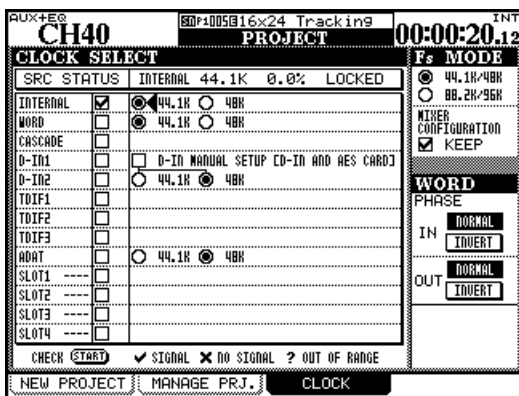 AUX+EQ
CH40
SDP:005@16x24 Tracking
PROJECT
INT
00:00:20.12
CLOCK SELECT
SRC STATUS INTERNAL 44.1K 0.0% LOCKED
INTERNAL 44.1K 48K
WORD 44.1K 48K
CASCADE
D-IN1 D-IN MANUAL SETUP [D-IN AND AES CARD]
D-IN2 44.1K 48K
TDIF1
TDIF2
TDIF3
ADAT 44.1K 48K
SLOT1 ----
SLOT2 ----
SLOT3 ----
SLOT4 ----
CHECK START ✔ SIGNAL ✖ NO SIGNAL ? OUT OF RANGE
Fs MODE
44.1K/48K
88.2K/96K
MIXER
CONFIGURATION
KEEP
WORD
PHASE
IN NORMAL
INVERT
OUT NORMAL
INVERT
NEW PROJECT MANAGE PRJ. CLOCK